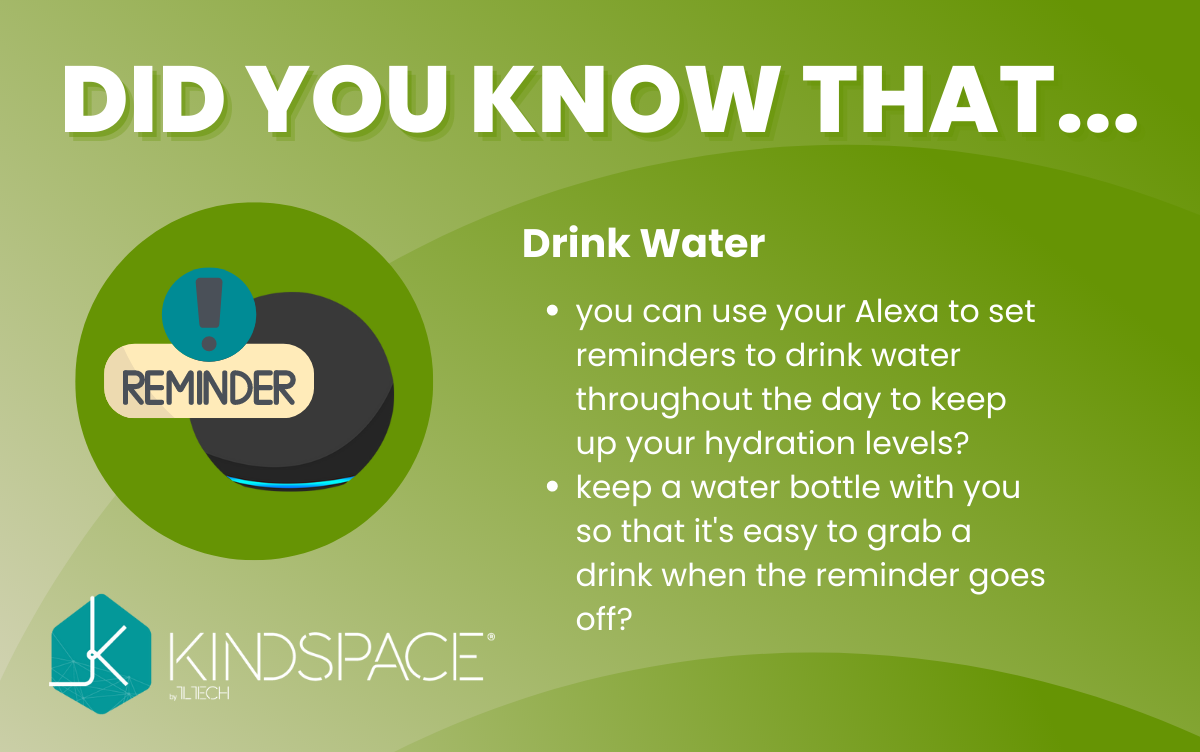 DID YOU KNOW THAT...
REMINDER
Drink Water
• you can use your Alexa to set
reminders to drink water
throughout the day to keep
up your hydration levels?
• keep a water bottle with you
so that it's easy to grab a
drink when the reminder goes
off?
KINDSPACE®
by 1LTECH